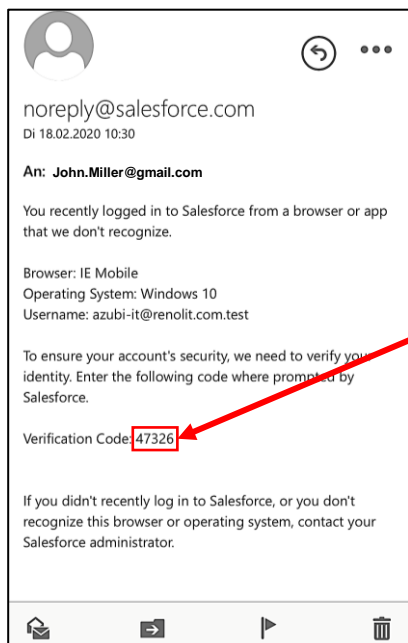 noreply@salesforce.com
Di 18.02.2020 10:30
An: John.Miller@gmail.com
You recently logged in to Salesforce from a browser or app
that we don't recognize.
Browser: IE Mobile
Operating System: Windows 10
Username: azubi-it@renolit.com.test
To ensure your account's security, we need to verify your
identity. Enter the following code where prompted by
Salesforce.
Verification Code: 47326
If you didn't recently log in to Salesforce, or you don't
recognize this browser or operating system, contact your
Salesforce administrator.